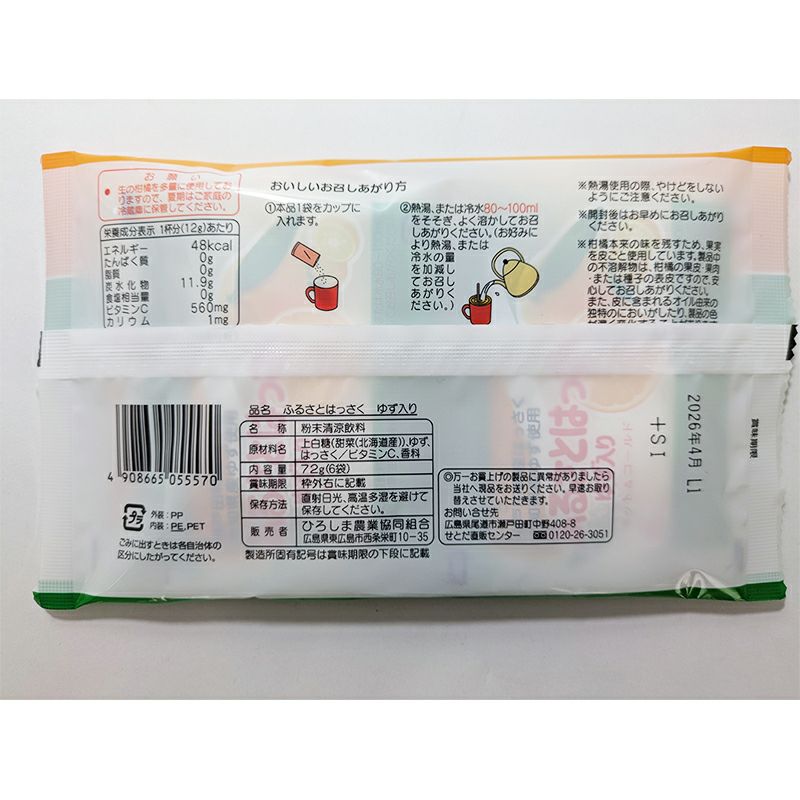 お願い
●生の柑橘を多量に使用しておりますので、夏期はご家庭の冷蔵庫に保管してください。
栄養成分表示 1杯分(12g)あたり
エネルギー 48kcal
たんぱく質 0g
脂質 0g
炭水化物 11.9g
食塩相当量 0g
ビタミンC 560mg
カリウム 1mg
おいしいお召しあがり方
①本品1袋をカップに
入れます。
②熱湯、または冷水80〜100ml
をそそぎ、よく溶かしてお召
しあがりください。(お好みに
より熱湯、または
冷水の量
を加減し
てお召し
あがりく
ださい。)
※熱湯使用の際、やけどをしない
ようにご注意ください。
※開封後はお早めにお召しあがり
ください。
※柑橘本来の味を残すため、果実
を皮ごと使用しています。製品中
の不溶解物は、柑橘の果皮・果肉
・または種子の表皮ですので、安
心してお召しあがりください。
また、皮に含まれるオイル由来の
独特のにおいがしたり、製品の色
4 908665 055570
プラ
外装:PP
内装:PE,PET
ごみに出すときは各自治体の
区分にしたがってください。
品名 ふるさとはっさく ゆず入り
名称 粉末清涼飲料
原材料名 上白糖(甜菜(北海道産))、ゆず、
はっさく/ビタミンC、香料
内容量 72g(6袋)
賞味期限 枠外右に記載
保存方法 直射日光、高温多湿を避けて
保存してください。
販売者 ひろしま農業協同組合
広島県東広島市西条栄町10-35
製造所固有記号は賞味期限の下段に記載
◎万一お買上げの製品に異常がありましたら
当社へ現品をお送りください。早速お取り
替えさせていただきます。
お問い合せ先
広島県尾道市瀬戸田町中野408-8
せとだ直販センター 0120-26-3051
賞味期限
2026年4月 L1
+SI